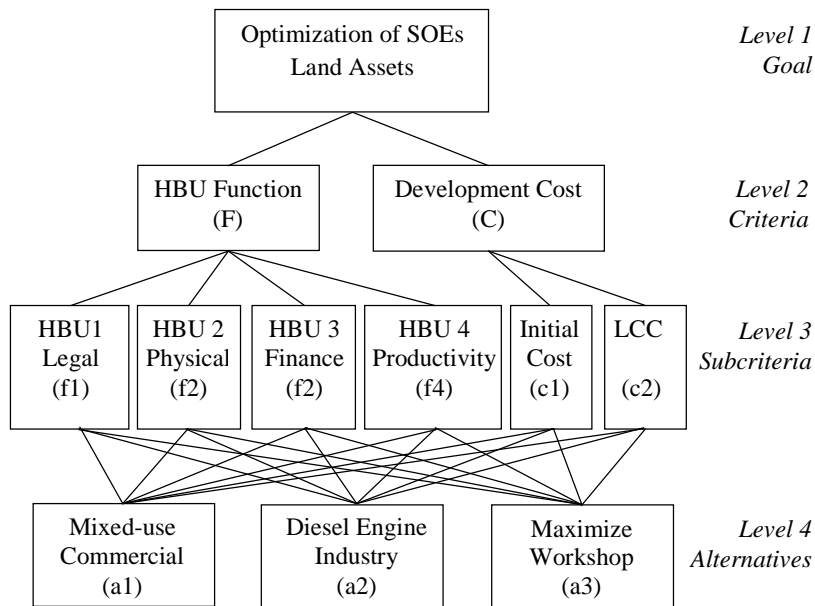 Optimization of SOEs
Land Assets
Level 1
Goal
HBU Function
(F)
Development Cost
(C)
Level 2
Criteria
HBU1
Legal
(f1)
HBU 2
Physical
(f2)
HBU 3
Finance
(f2)
HBU 4
Productivity
(f4)
Initial
Cost
(c1)
LCC
(c2)
Level 3
Subcriteria
Mixed-use
Commercial
(a1)
Diesel Engine
Industry
(a2)
Maximize
Workshop
(a3)
Level 4
Alternatives